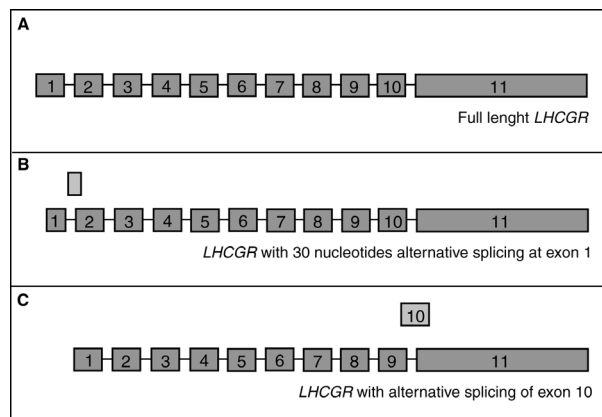 A
1 2 3 4 5 6 7 8 9 10 11
Full lenght LHCGR
B
1 2 3 4 5 6 7 8 9 10 11
LHCGR with 30 nucleotides alternative splicing at exon 1
C
10
1 2 3 4 5 6 7 8 9 11
LHCGR with alternative splicing of exon 10